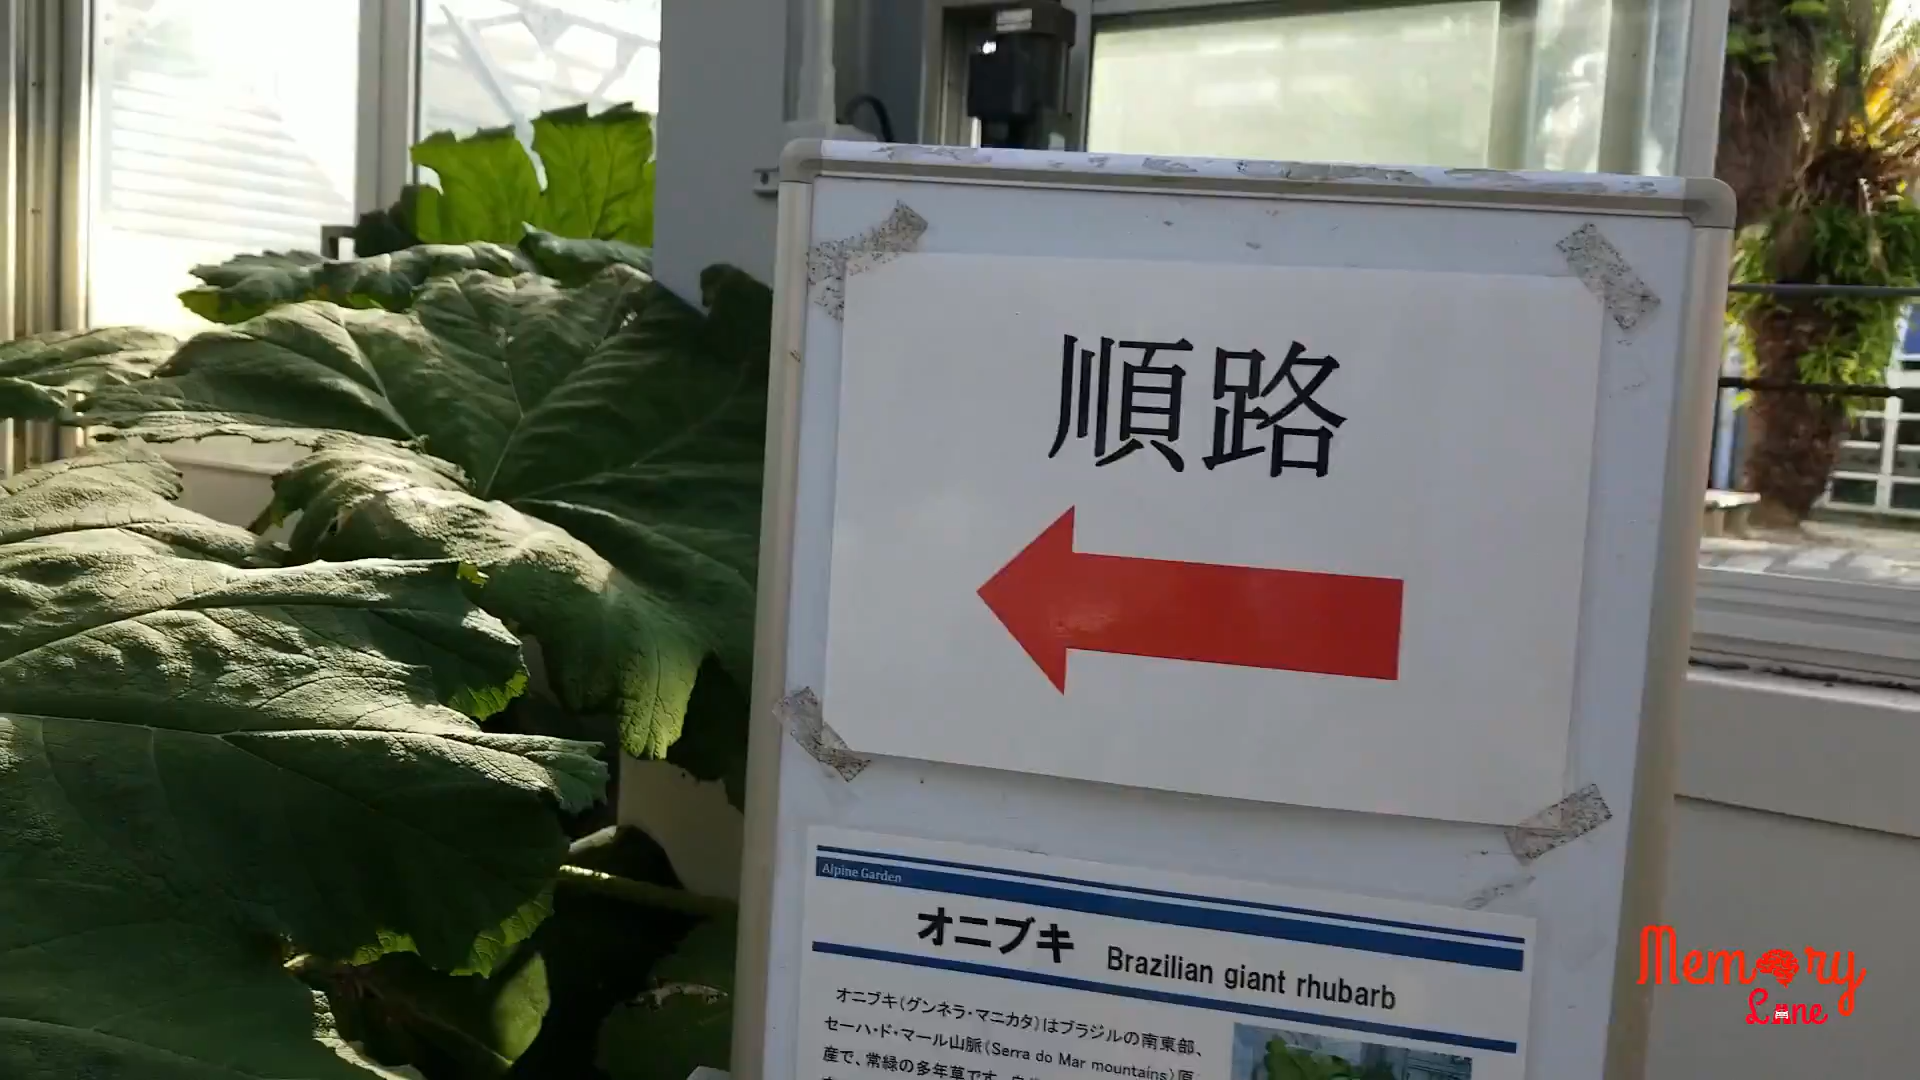 順路
Alpine Garden
オニブキ Brazilian giant rhubarb
オニブキ(グンネラ・マニカタ)はブラジルの南東部、
セーハ・ド・マール山脈(Serra do Mar mountains)原
産で、常緑の多年草です。
Memory
Lane